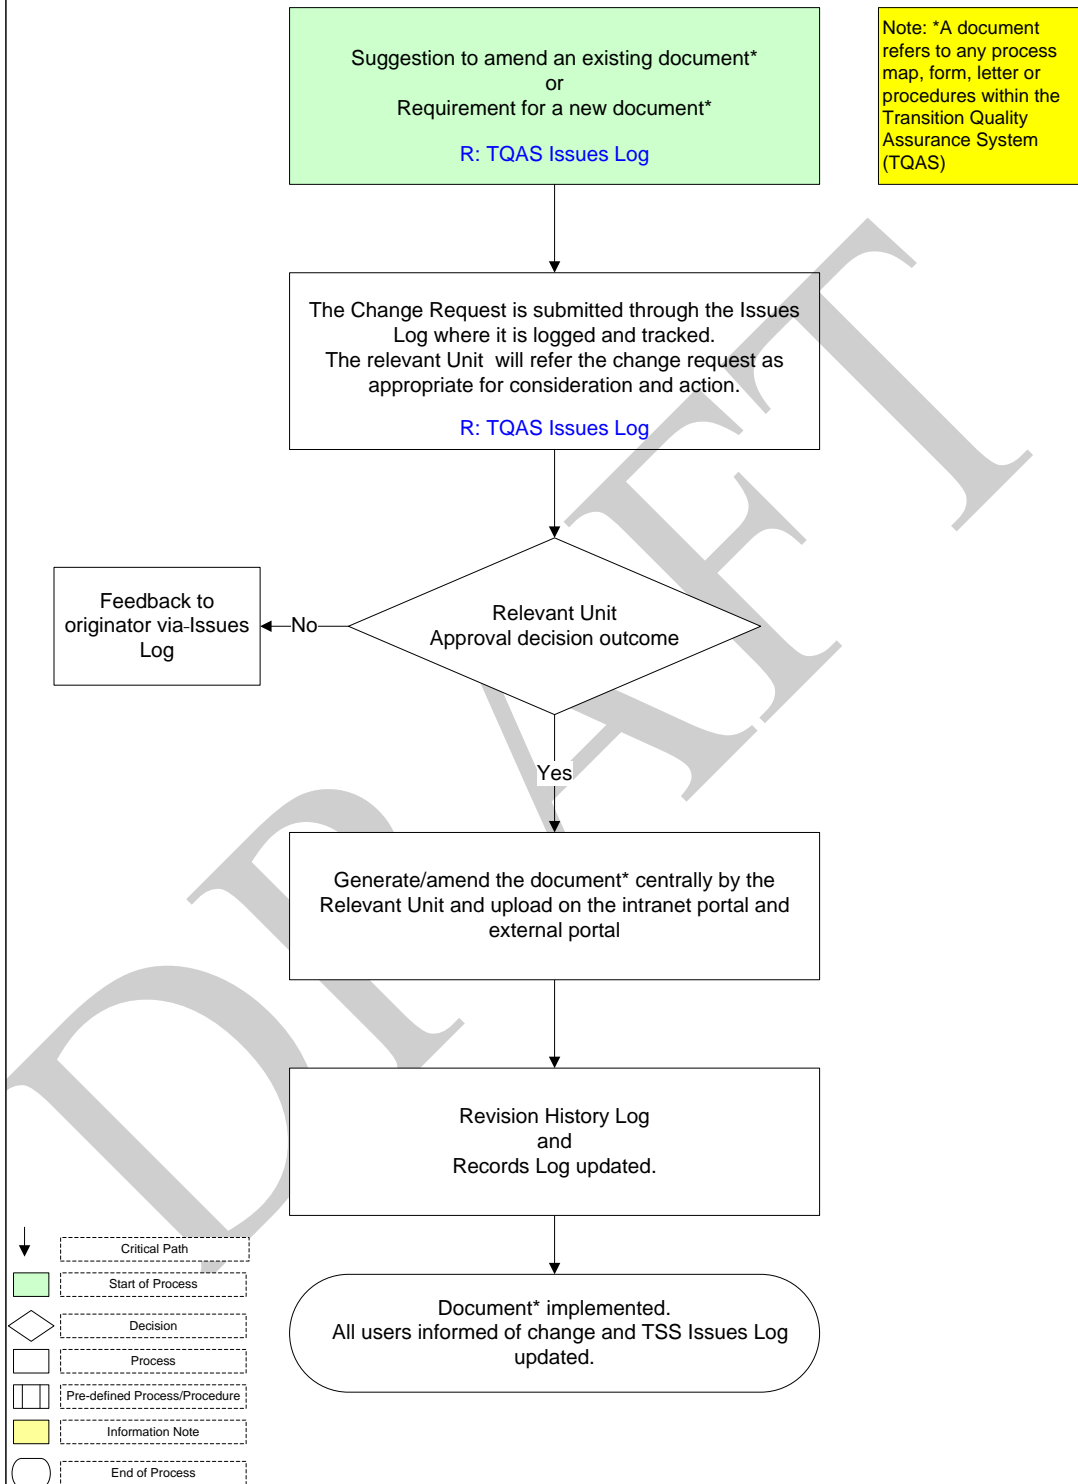 Suggestion to amend an existing document*
or
Requirement for a new document*
R: TQAS Issues Log
Note: *A document
refers to any process
map, form, letter or
procedures within the
Transition Quality
Assurance System
(TQAS)
The Change Request is submitted through the Issues
Log where it is logged and tracked.
The relevant Unit will refer the change request as
appropriate for consideration and action.
R: TQAS Issues Log
Relevant Unit
Approval decision outcome
No
Feedback to
originator via-Issues
Log
Yes
Generate/amend the document* centrally by the
Relevant Unit and upload on the intranet portal and
external portal
Revision History Log
and
Records Log updated.
Document* implemented.
All users informed of change and TSS Issues Log
updated.
Critical Path
Start of Process
Decision
Process
Pre-defined Process/Procedure
Information Note
End of Process
DRAFT